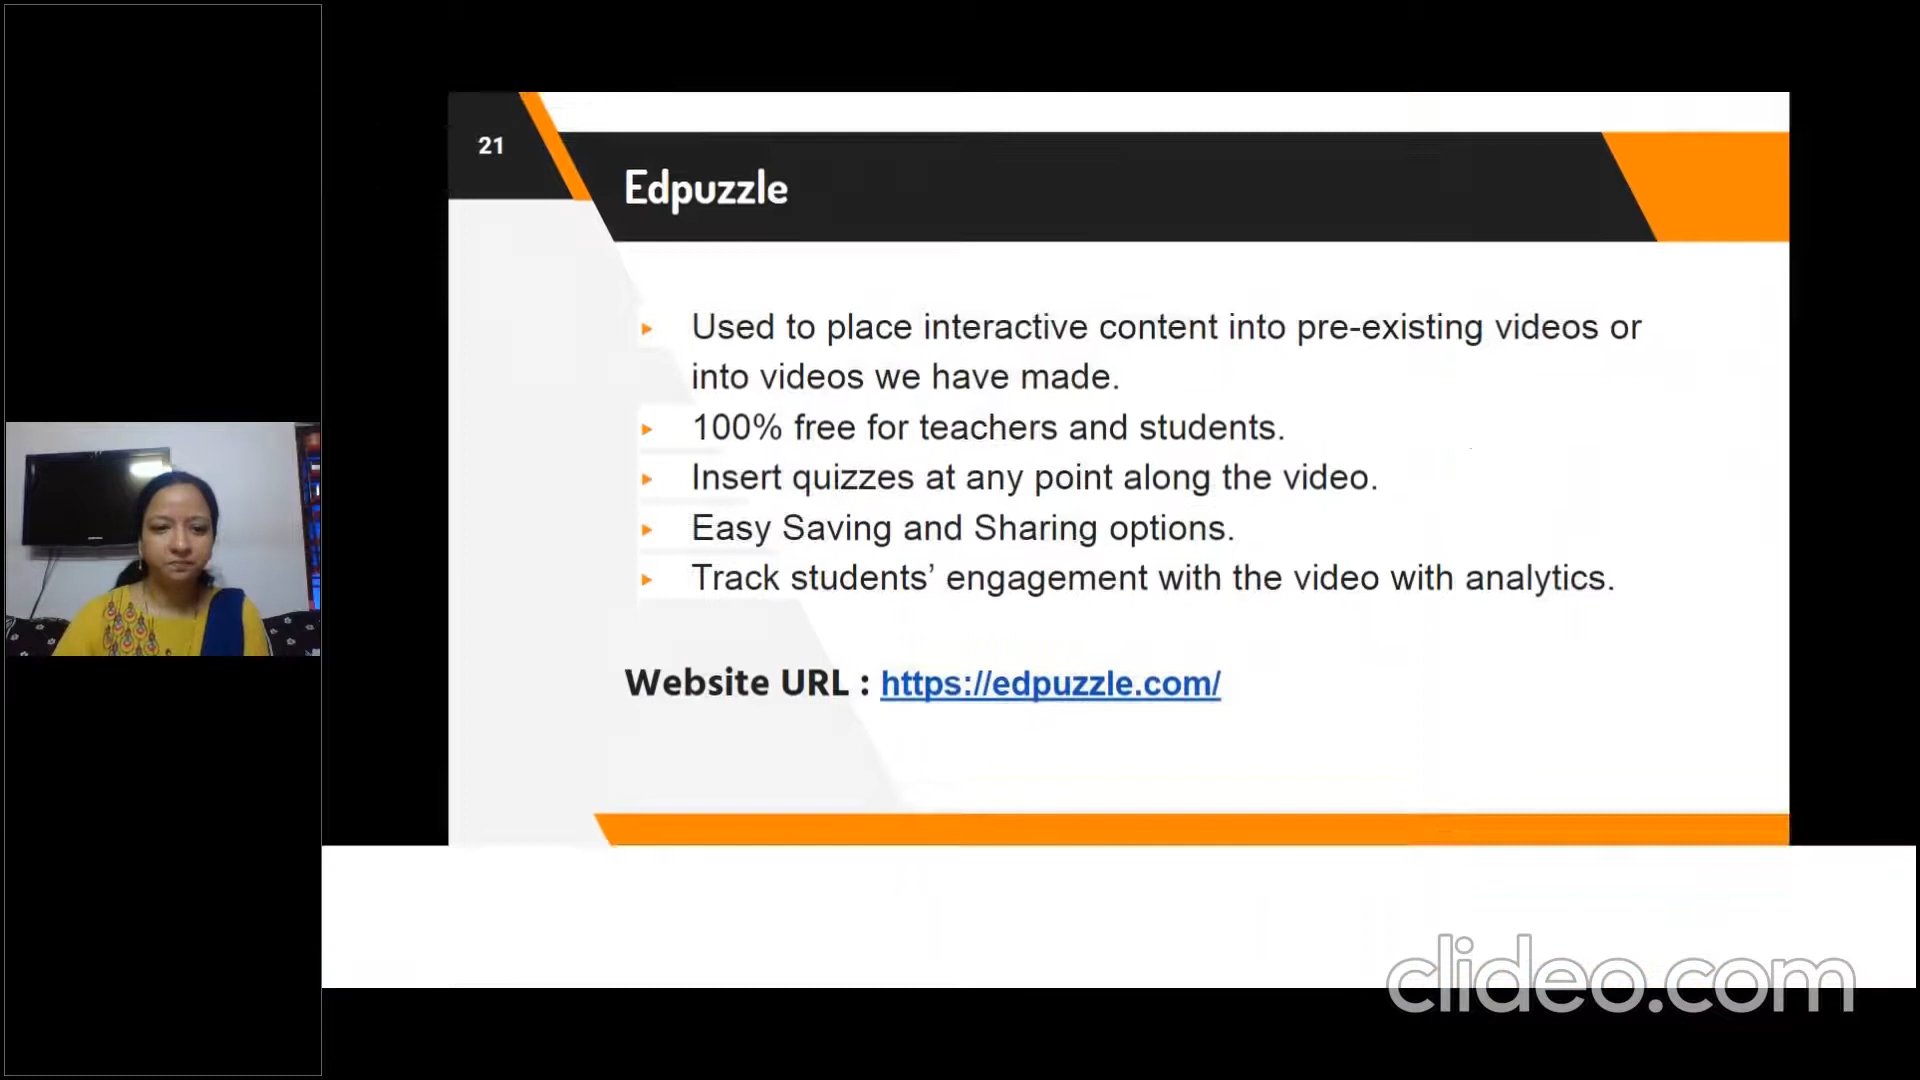 21
Edpuzzle
Used to place interactive content into pre-existing videos or
into videos we have made.
100% free for teachers and students.
Insert quizzes at any point along the video.
Easy Saving and Sharing options.
Track students’ engagement with the video with analytics.
Website URL : https://edpuzzle.com/
clideo.com